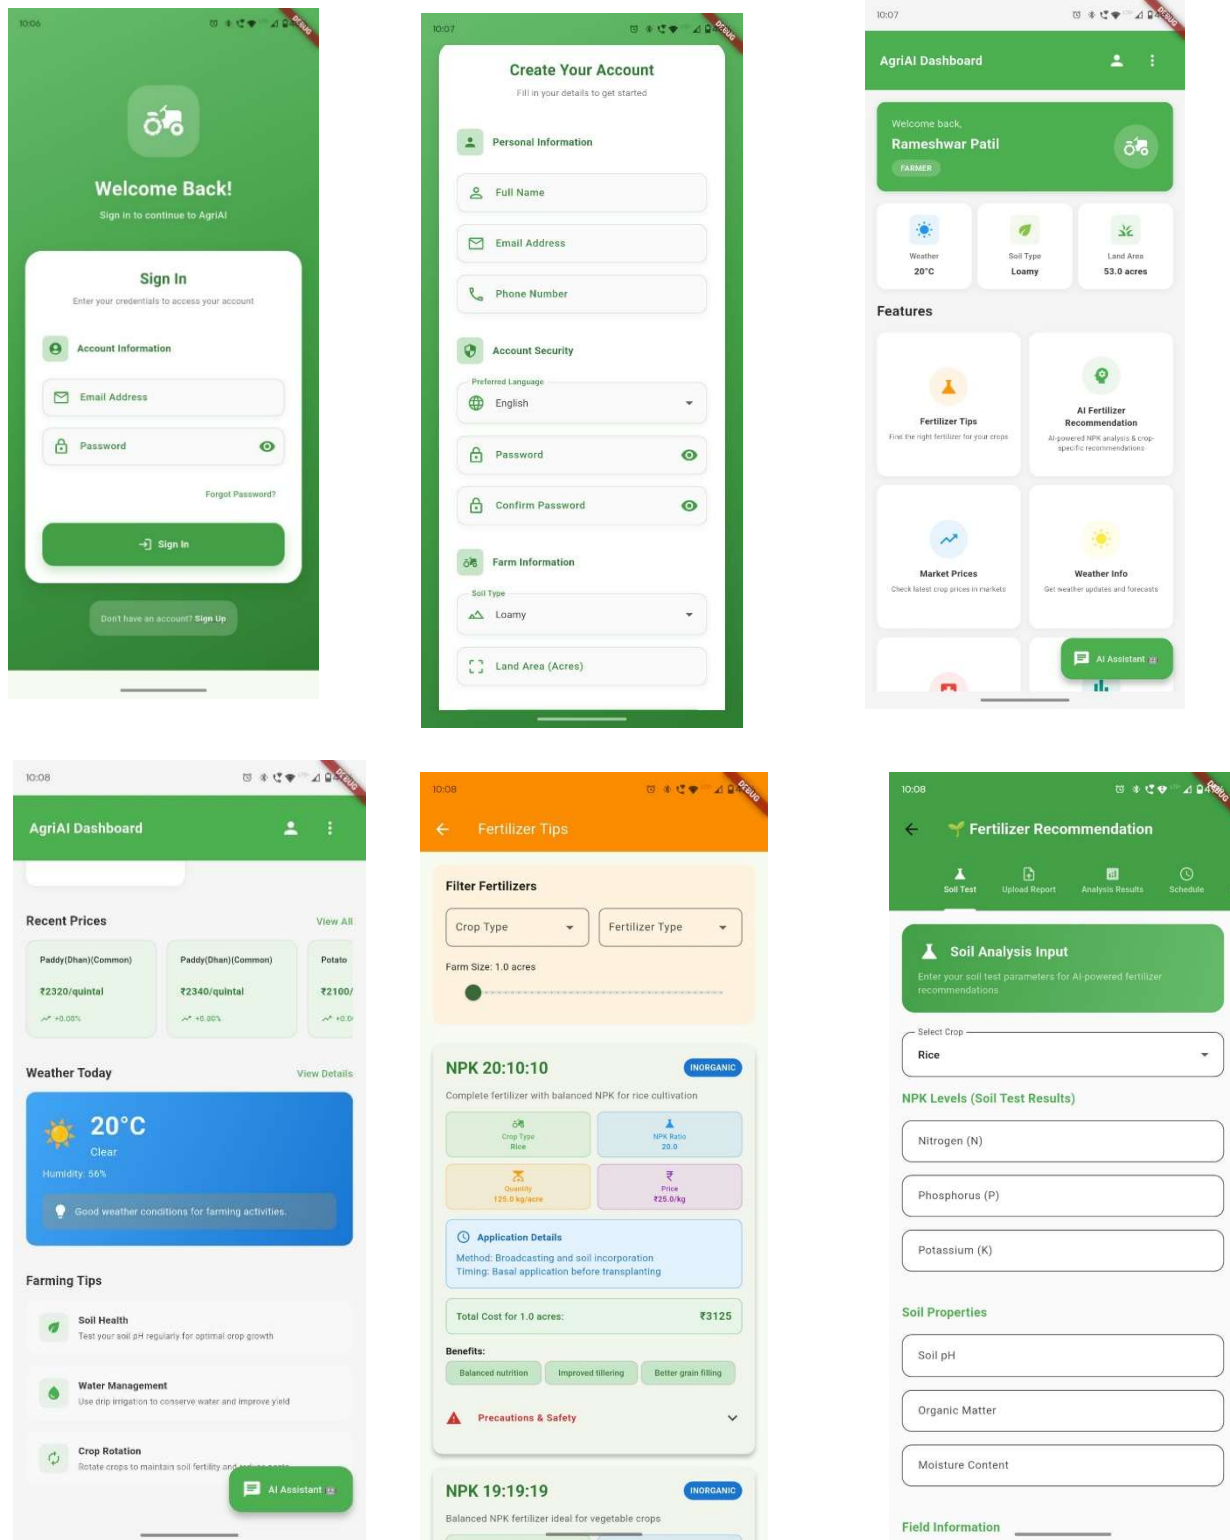 10:06
DEBUG
Welcome Back!
Sign in to continue to AgriAI
Sign In
Enter your credentials to access your account
Account Information
Email Address
Password
Forgot Password?
Sign In
Don't have an account? Sign Up
10:07
DEBUG
Create Your Account
Fill in your details to get started
Personal Information
Full Name
Email Address
Phone Number
Account Security
Preferred Language
English
Password
Confirm Password
Farm Information
Soil Type
Loamy
Land Area (Acres)
10:07
DEBUG
AgriAI Dashboard
Welcome back,
Rameshwar Patil
FARMER
Weather
20°C
Soil Type
Loamy
Land Area
53.0 acres
Features
Fertilizer Tips
Find the right fertilizer for your crops
AI Fertilizer
Recommendation
AI-powered NPK analysis & crop-
specific recommendations
Market Prices
Check latest crop prices in markets
Weather Info
Get weather updates and forecasts
AI Assistant
10:08
DEBUG
AgriAI Dashboard
Recent Prices
View All
Paddy(Dhan)(Common)
₹2320/quintal
+0.00%
Paddy(Dhan)(Common)
₹2340/quintal
+0.00%
Potato
₹2100/
+0.0
Weather Today
View Details
20°C
Clear
Humidity: 56%
Good weather conditions for farming activities.
Farming Tips
Soil Health
Test your soil pH regularly for optimal crop growth
Water Management
Use drip irrigation to conserve water and improve yield
Crop Rotation
Rotate crops to maintain soil fertility and reduce pests
AI Assistant
10:08
DEBUG
Fertilizer Tips
Filter Fertilizers
Crop Type
Fertilizer Type
Farm Size: 1.0 acres
NPK 20:10:10
INORGANIC
Complete fertilizer with balanced NPK for rice cultivation
Crop Type
Rice
NPK Ratio
20.0
Quantity
125.0 kg/acre
₹
Price
₹25.0/kg
Application Details
Method: Broadcasting and soil incorporation
Timing: Basal application before transplanting
Total Cost for 1.0 acres:
₹3125
Benefits:
Balanced nutrition
Improved tillering
Better grain filling
Precautions & Safety
NPK 19:19:19
INORGANIC
Balanced NPK fertilizer ideal for vegetable crops
10:08
DEBUG
Fertilizer Recommendation
Soil Test
Upload Report
Analysis Results
Schedule
Soil Analysis Input
Enter your soil test parameters for AI-powered fertilizer
recommendations
Select Crop
Rice
NPK Levels (Soil Test Results)
Nitrogen (N)
Phosphorus (P)
Potassium (K)
Soil Properties
Soil pH
Organic Matter
Moisture Content
Field Information